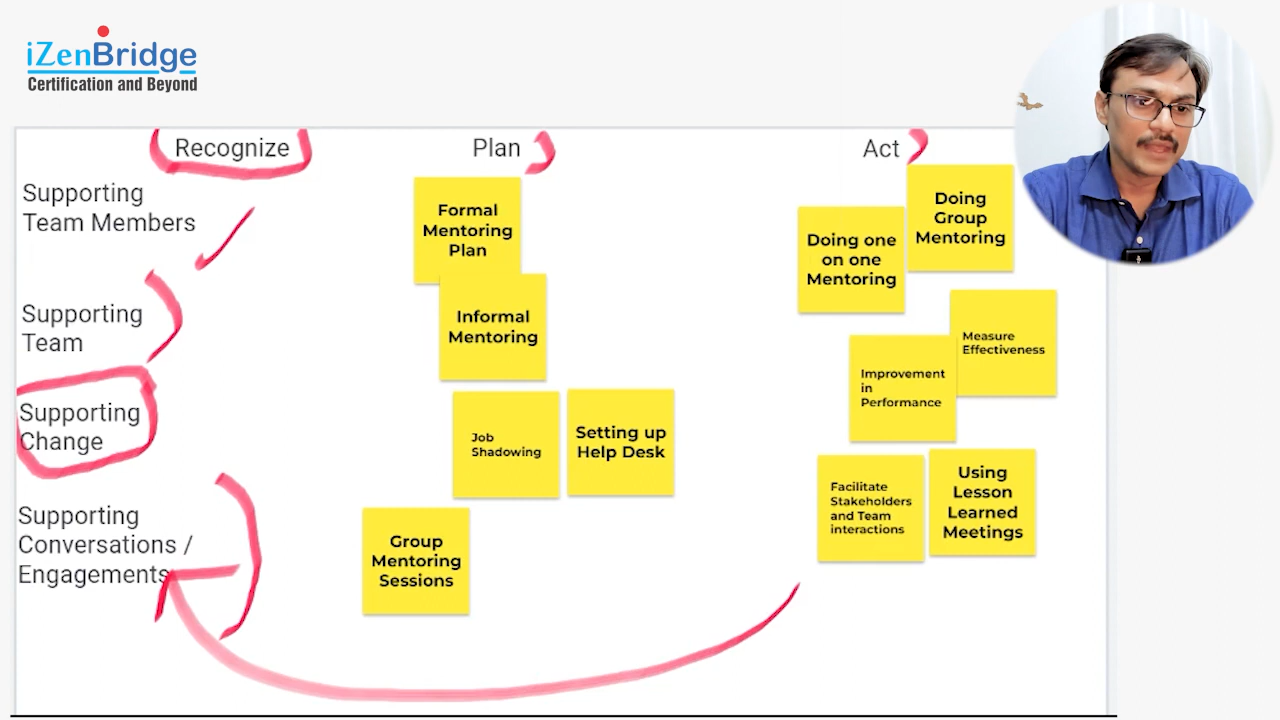 iZenBridge
Certification and Beyond
Recognize
Plan
Act
Supporting
Team Members
Supporting
Team
Supporting
Change
Supporting
Conversations /
Engagements
Formal
Mentoring
Plan
Informal
Mentoring
Job
Shadowing
Setting up
Help Desk
Group
Mentoring
Sessions
Doing one
on one
Mentoring
Doing
Group
Mentoring
Measure
Effectiveness
Improvement
in
Performance
Facilitate
Stakeholders
and Team
interactions
Using
Lesson
Learned
Meetings